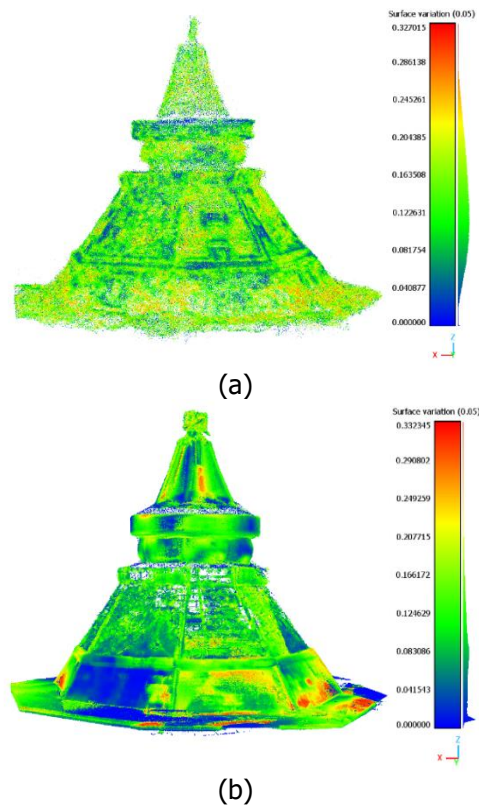 Surface variation (0.05)
0.327015
0.286138
0.245261
0.204385
0.163508
0.122631
0.081754
0.040877
0.000000
Z
X Y
(a)
Surface variation (0.05)
0.332345
0.290802
0.249259
0.207715
0.166172
0.124629
0.083086
0.041543
0.000000
Z
X Y
(b)